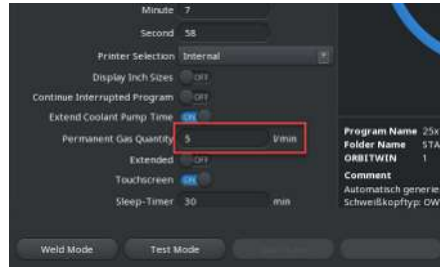 Minute 7
Second 58
Printer Selection Internal
Display Inch Sizes OFF
Continue Interrupted Program OFF
Extend Coolant Pump Time ON
Permanent Gas Quantity 5 l/min
Extended OFF
Touchscreen ON
Sleep-Timer 30 min
Program Name 25x
Folder Name STA
ORBITWIN 1
Comment
Automatisch generie
Schweißkopftyp: OW
Weld Mode Test Mode